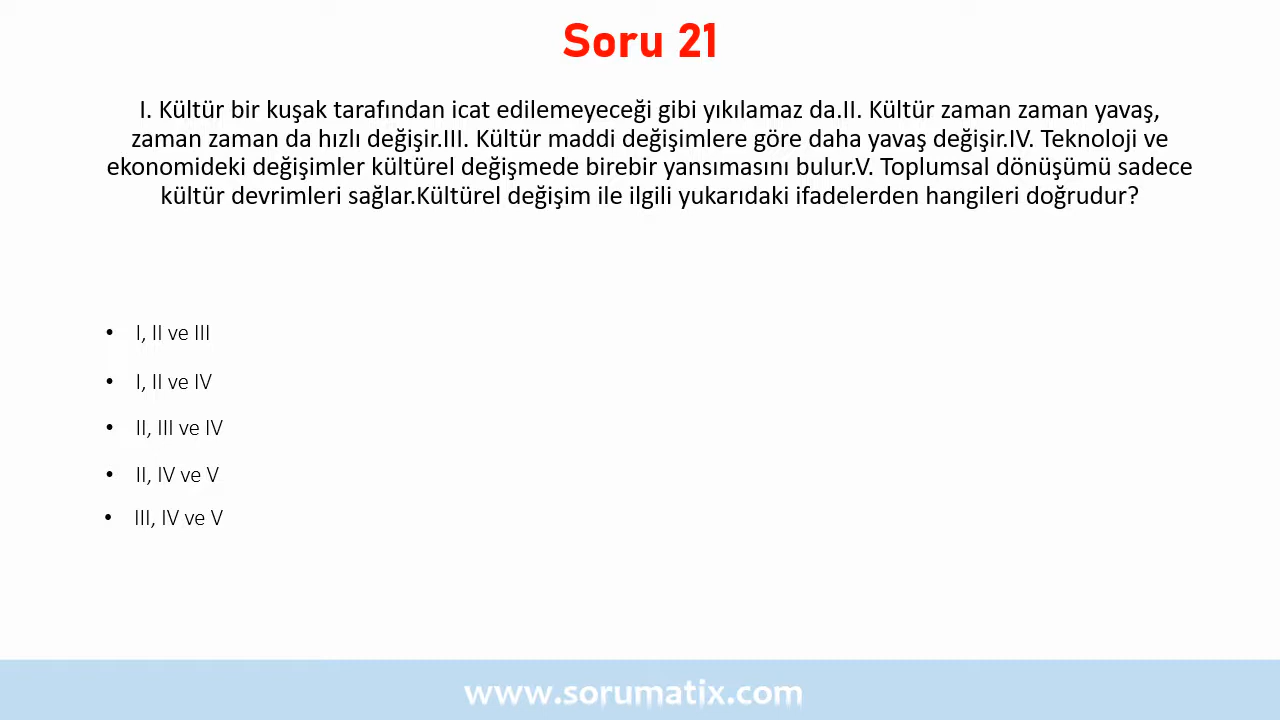 Soru 21
I. Kültür bir kuşak tarafından icat edilemeyeceği gibi yıkılamaz da.II. Kültür zaman zaman yavaş,
zaman zaman da hızlı değişir.III. Kültür maddi değişimlere göre daha yavaş değişir.IV. Teknoloji ve
ekonomideki değişimler kültürel değişmede birebir yansımasını bulur.V. Toplumsal dönüşümü sadece
kültür devrimleri sağlar.Kültürel değişim ile ilgili yukarıdaki ifadelerden hangileri doğrudur?
• I, II ve III
• I, II ve IV
• II, III ve IV
• II, IV ve V
• III, IV ve V
www.sorumatix.com